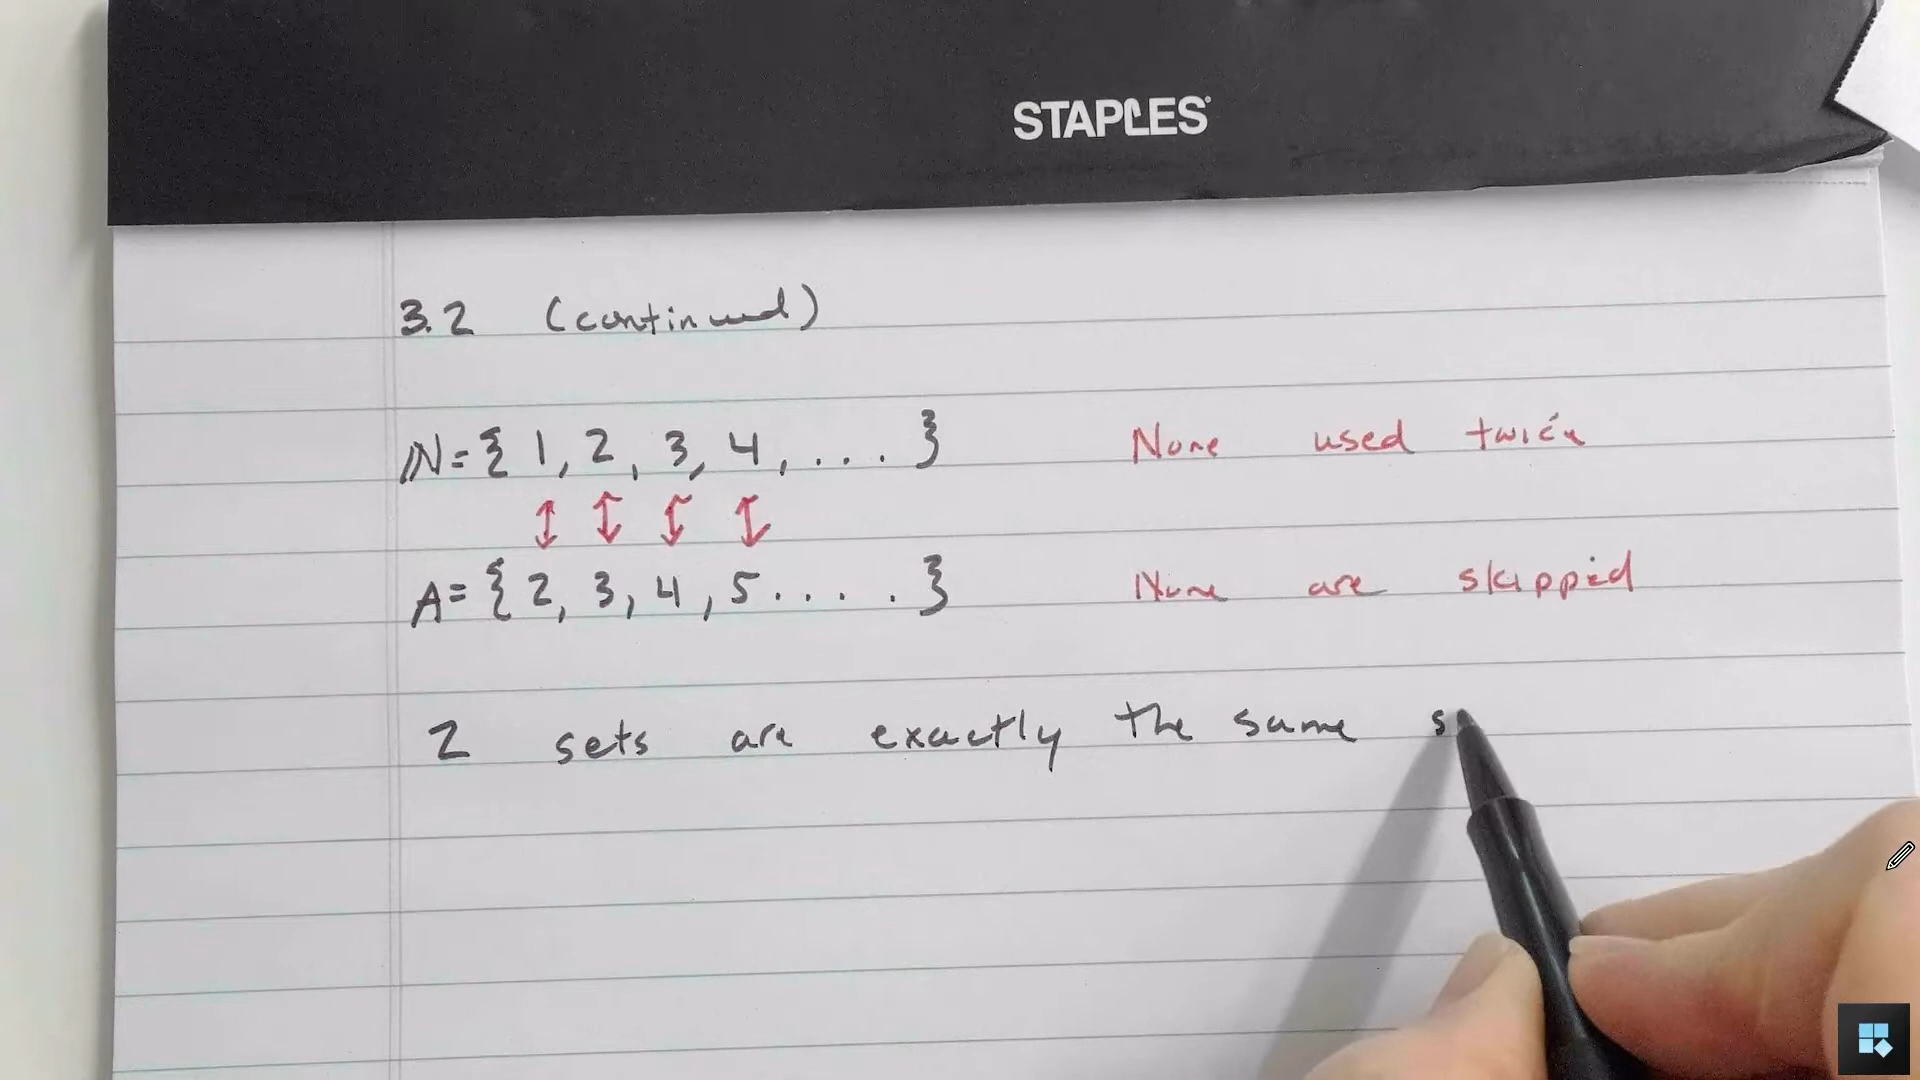 STAPLES
3.2 (continued)
N={1, 2, 3, 4, ....} None used twice
↕ ↕ ↕ ↕
A={2, 3, 4, 5.....} None are skipped
2 sets are exactly the same s